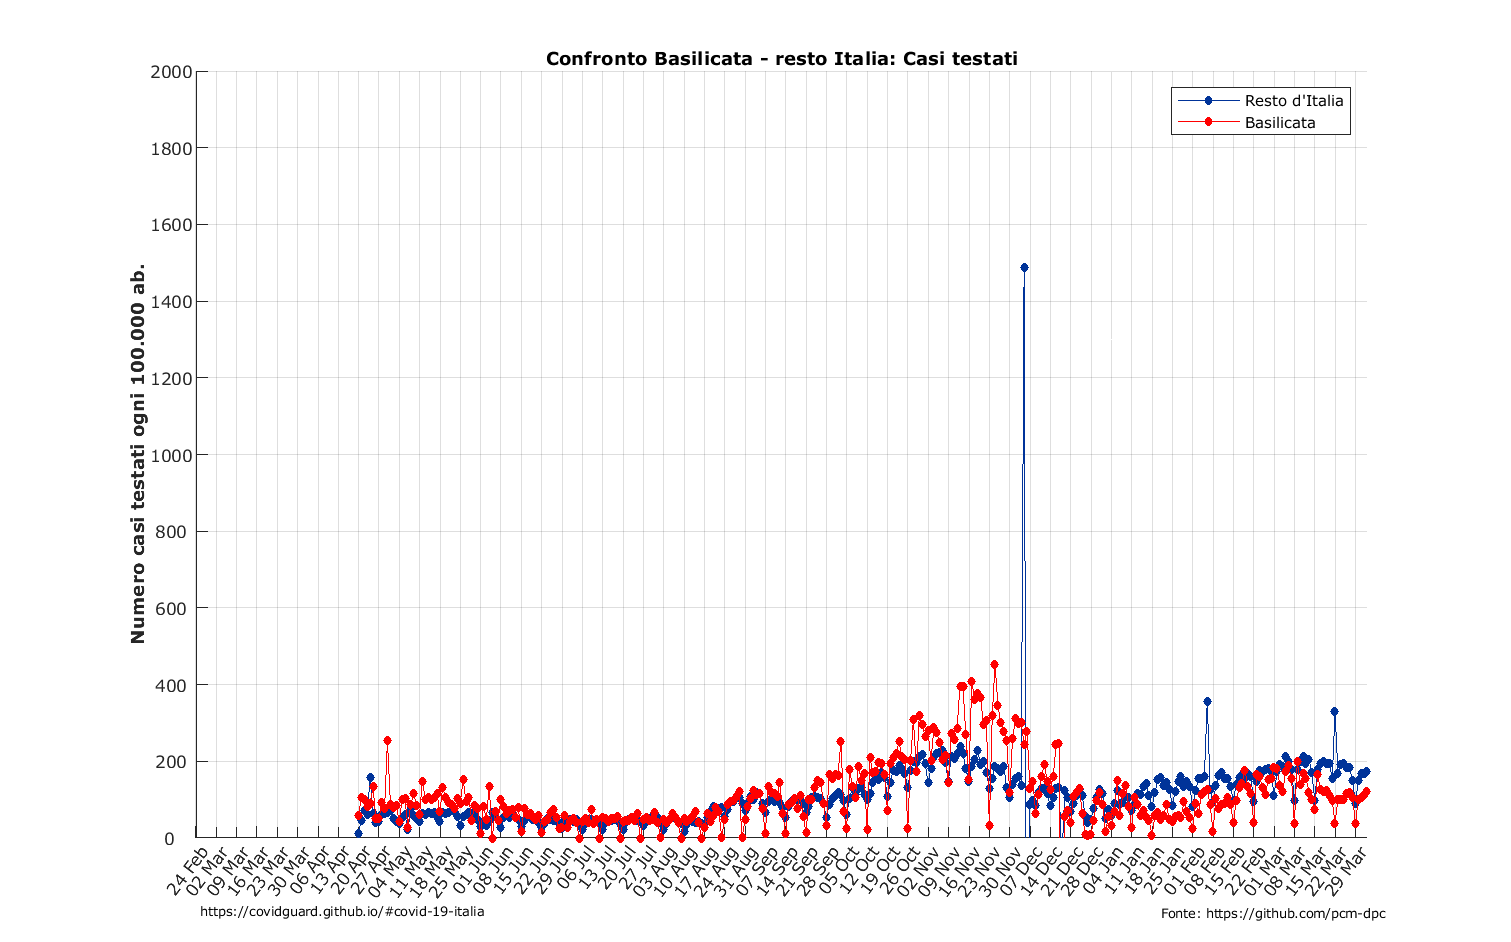 Confronto Basilicata - resto Italia: Casi testati
Resto d'Italia
Basilicata
Numero casi testati ogni 100.000 ab.
2000
1800
1600
1400
1200
1000
800
600
400
200
0
24 Feb
02 Mar
09 Mar
16 Mar
23 Mar
30 Mar
06 Apr
13 Apr
20 Apr
27 Apr
04 May
11 May
18 May
25 May
01 Jun
08 Jun
15 Jun
22 Jun
29 Jun
06 Jul
13 Jul
20 Jul
27 Jul
03 Aug
10 Aug
17 Aug
24 Aug
31 Aug
07 Sep
14 Sep
21 Sep
28 Sep
05 Oct
12 Oct
19 Oct
26 Oct
02 Nov
09 Nov
16 Nov
23 Nov
30 Nov
07 Dec
14 Dec
21 Dec
28 Dec
04 Jan
11 Jan
18 Jan
25 Jan
01 Feb
08 Feb
15 Feb
22 Feb
01 Mar
08 Mar
15 Mar
22 Mar
29 Mar
https://covidguard.github.io/#covid-19-italia
Fonte: https://github.com/pcm-dpc